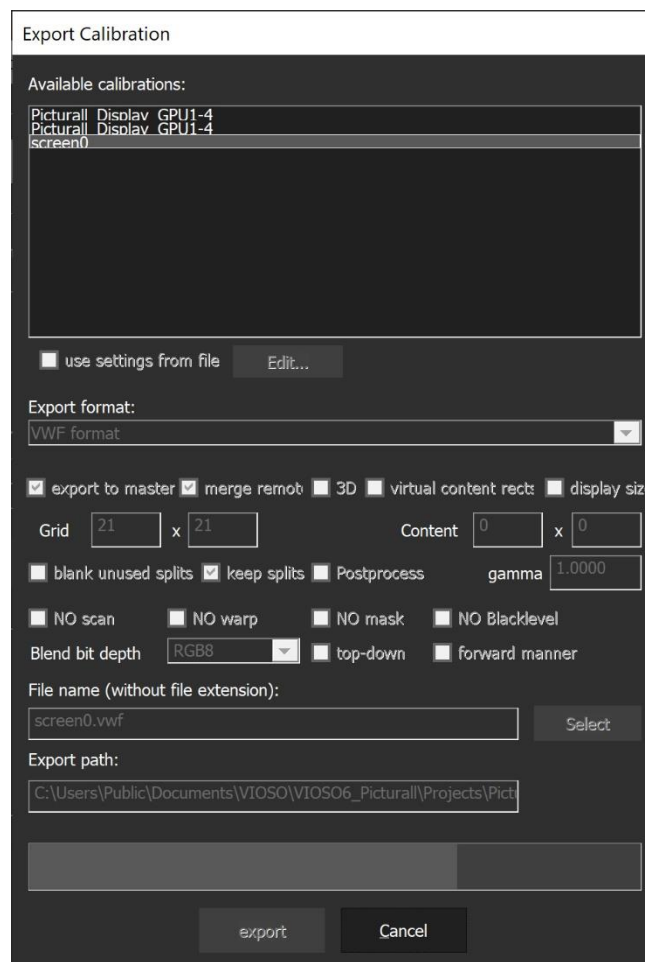 Export Calibration
Available calibrations:
Picturall Display GPU1-4
Picturall Display GPU1-4
screen0
use settings from file Edit...
Export format:
VWF format
export to master merge remot 3D virtual content rects display siz
Grid 21 x 21 Content 0 x 0
blank unused splits keep splits Postprocess gamma 1.0000
NO scan NO warp NO mask NO Blacklevel
Blend bit depth RGB8 top-down forward manner
File name (without file extension):
screen0.vwf Select
Export path:
C:\Users\Public\Documents\VIOSO\VIOSO6_Picturall\Projects\Pictu
export Cancel